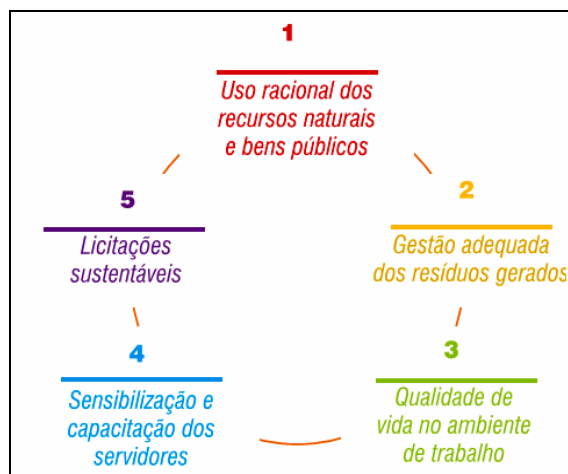 1
Uso racional dos
recursos naturais
e bens públicos
2
Gestão adequada
dos resíduos gerados
3
Qualidade de
vida no ambiente
de trabalho
4
Sensibilização e
capacitação dos
servidores
5
Licitações
sustentáveis